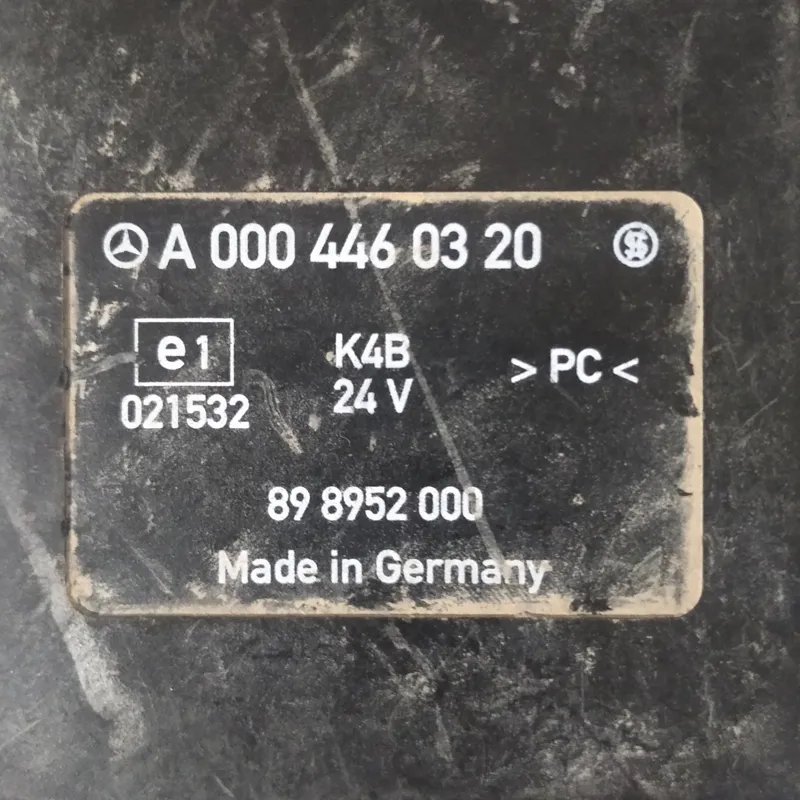 A 000 446 03 20
e1
021532
K4B
24 V
> PC <
89 8952 000
Made in Germany